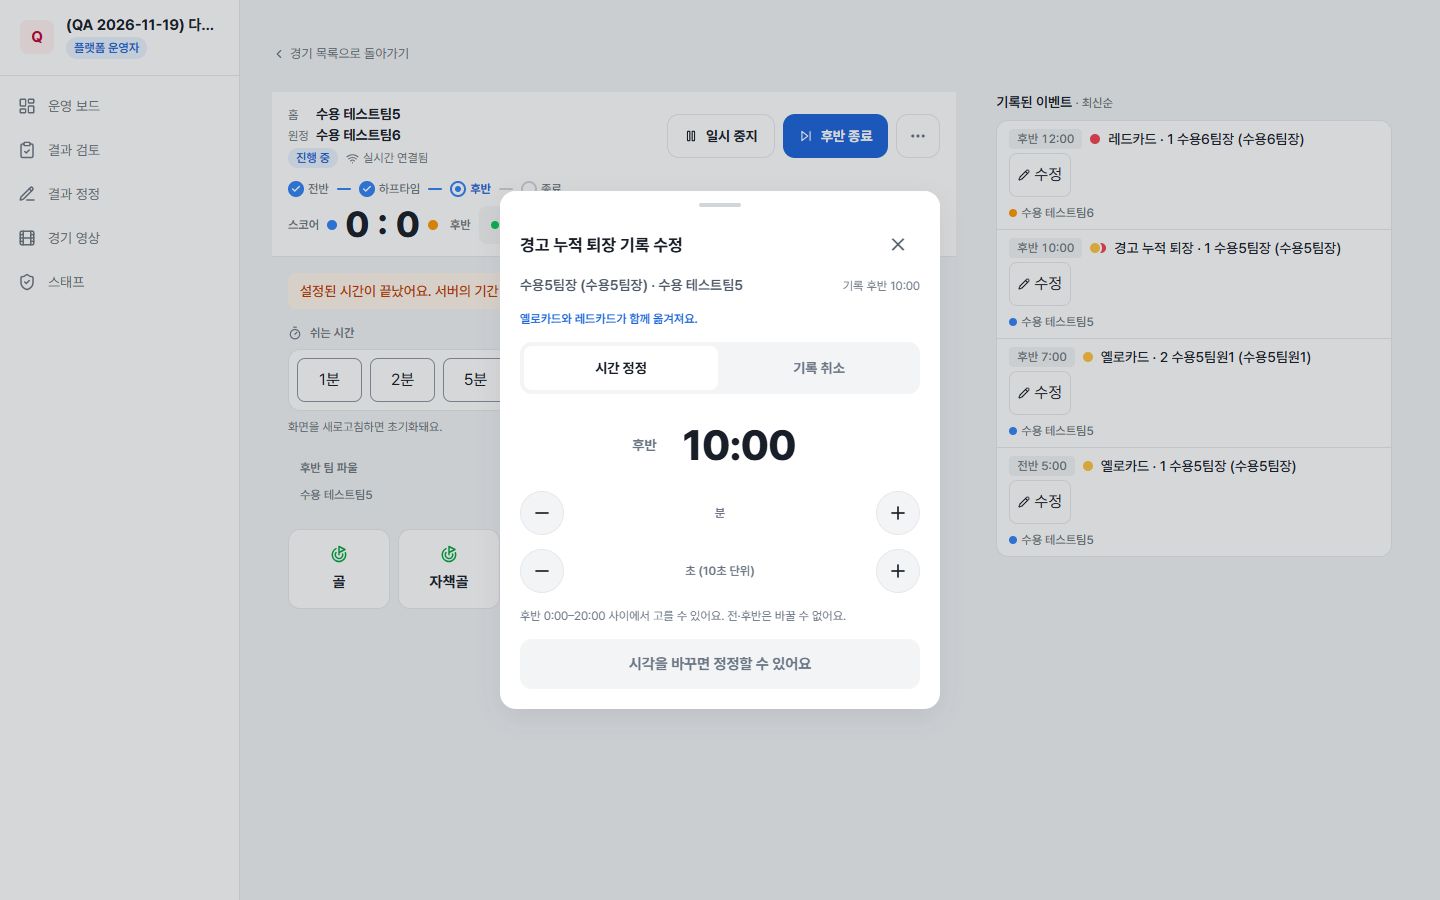 Q
(QA 2026-11-19) 다...
플랫폼 운영자
운영 보드
결과 검토
결과 정정
경기 영상
스태프
경기 목록으로 돌아가기
홈 수용 테스트팀5
원정 수용 테스트팀6
진행 중 실시간 연결됨
일시 중지
후반 종료
전반 하프타임 후반 종료
스코어 0 : 0 후반
설정된 시간이 끝났어요. 서버의 기간
쉬는 시간
1분 2분 5분
화면을 새로고침하면 초기화돼요.
후반 팀 파울
수용 테스트팀5
골 자책골
경고 누적 퇴장 기록 수정
수용5팀장 (수용5팀장) · 수용 테스트팀5 기록 후반 10:00
옐로카드와 레드카드가 함께 옮겨져요.
시간 정정 기록 취소
후반 10:00
분
초 (10초 단위)
후반 0:00–20:00 사이에서 고를 수 있어요. 전·후반은 바꿀 수 없어요.
시각을 바꾸면 정정할 수 있어요
기록된 이벤트 · 최신순
후반 12:00 레드카드 · 1 수용6팀장 (수용6팀장)
수정
수용 테스트팀6
후반 10:00 경고 누적 퇴장 · 1 수용5팀장 (수용5팀장)
수정
수용 테스트팀5
후반 7:00 옐로카드 · 2 수용5팀원1 (수용5팀원1)
수정
수용 테스트팀5
전반 5:00 옐로카드 · 1 수용5팀장 (수용5팀장)
수정
수용 테스트팀5